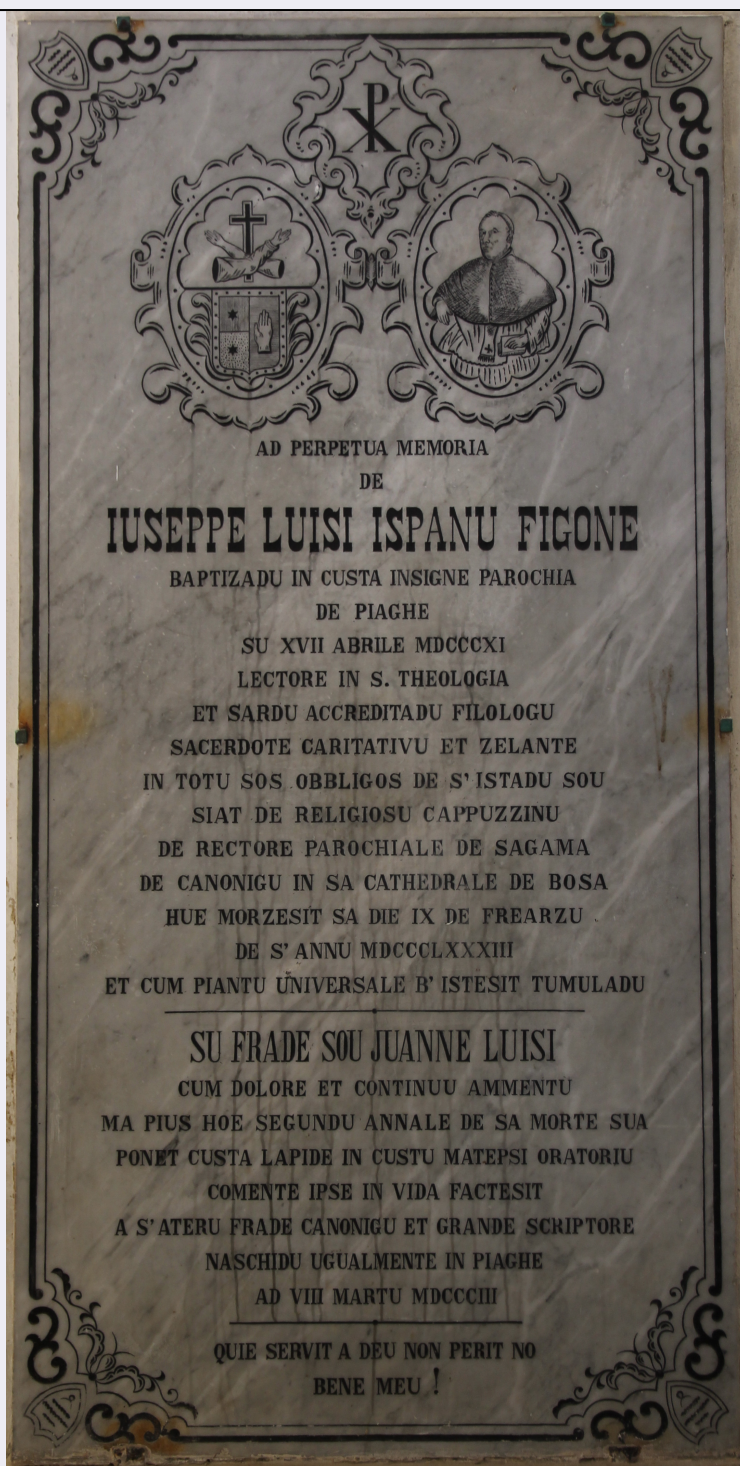 AD PERPETUA MEMORIA
DE
IUSEPPE LUISI ISPANU FIGONE
BAPTIZADU IN CUSTA INSIGNE PAROCHIA
DE PIAGHE
SU XVII ABRILE MDCCCXI
LECTORE IN S. THEOLOGIA
ET SARDU ACCREDITADU FILOLOGU
SACERDOTE CARITATIVU ET ZELANTE
IN TOTU SOS OBBLIGOS DE S' ISTADU SOU
SIAT DE RELIGIOSU CAPPUZZINU
DE RECTORE PAROCHIALE DE SAGAMA
DE CANONIGU IN SA CATHEDRALE DE BOSA
HUE MORZESIT SA DIE IX DE FREARZU
DE S' ANNU MDCCCLXXXIII
ET CUM PIANTU UNIVERSALE B' ISTESIT TUMULADU
SU FRADE SOU JUANNE LUISI
CUM DOLORE ET CONTINUU AMMENTU
MA PIUS HOE SEGUNDU ANNALE DE SA MORTE SUA
PONET CUSTA LAPIDE IN CUSTU MATEPSI ORATORIU
COMENTE IPSE IN VIDA FACTESIT
A S' ATERU FRADE CANONIGU ET GRANDE SCRIPTORE
NASCHIDU UGUALMENTE IN PIAGHE
AD VIII MARTU MDCCCIII
QUIE SERVIT A DEU NON PERIT NO
BENE MEU !